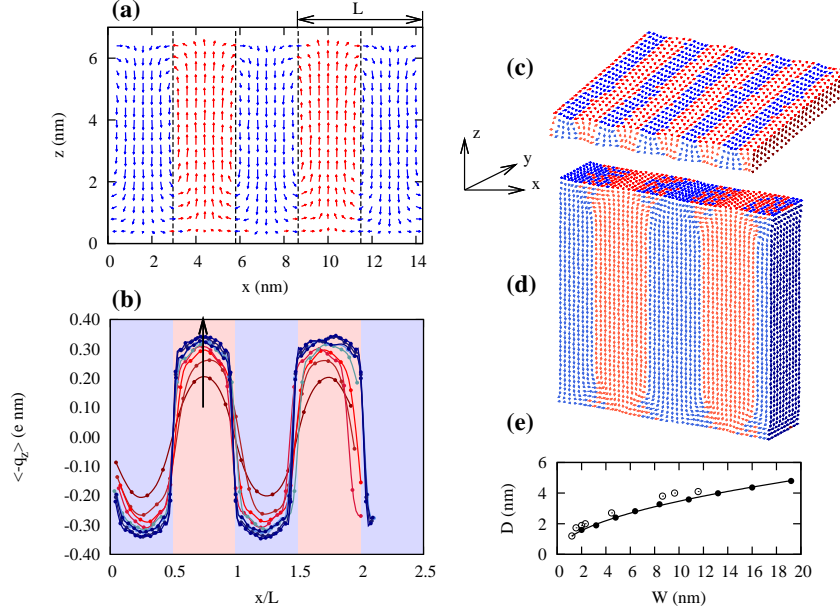 (a)
L
z (nm)
6
4
2
0
0 2 4 6 8 10 12 14
x (nm)
(b)
<-q_z> (e nm)
0.40
0.30
0.20
0.10
0.00
-0.10
-0.20
-0.30
-0.40
0 0.5 1 1.5 2 2.5
x/L
(c)
z
y
x
(d)
(e)
D (nm)
6
4
2
0
0 2 4 6 8 10 12 14 16 18 20
W (nm)